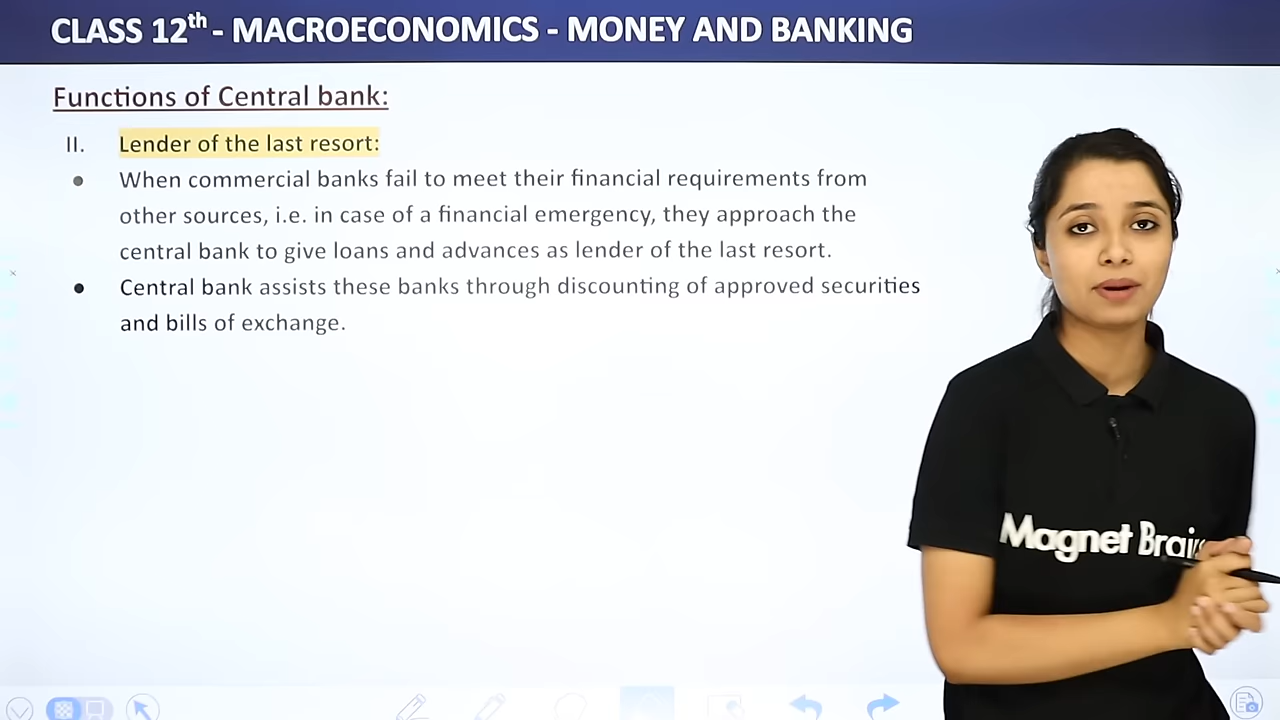 CLASS 12th - MACROECONOMICS - MONEY AND BANKING
Functions of Central bank:
II. Lender of the last resort:
• When commercial banks fail to meet their financial requirements from
other sources, i.e. in case of a financial emergency, they approach the
central bank to give loans and advances as lender of the last resort.
• Central bank assists these banks through discounting of approved securities
and bills of exchange.
Magnet Brai